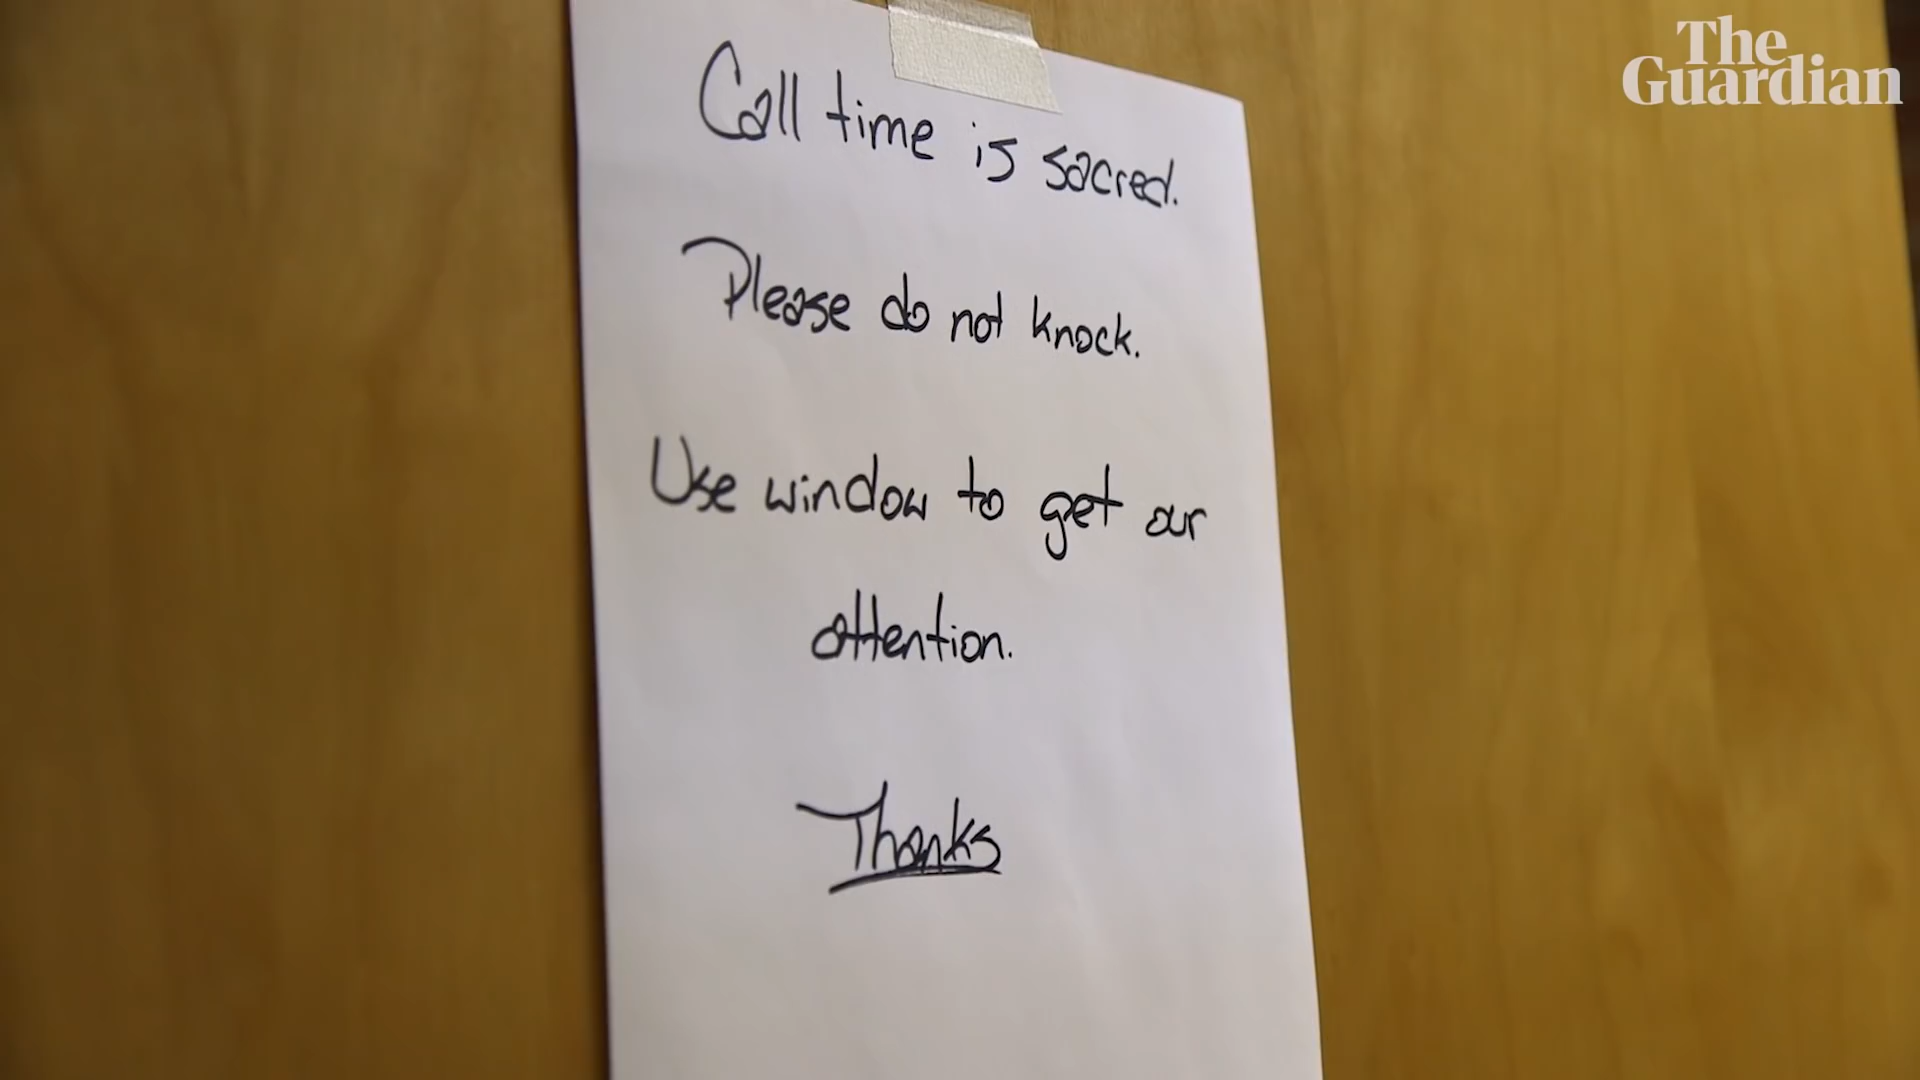 The Guardian
Call time is sacred.
Please do not knock.
Use window to get our
attention.
Thanks